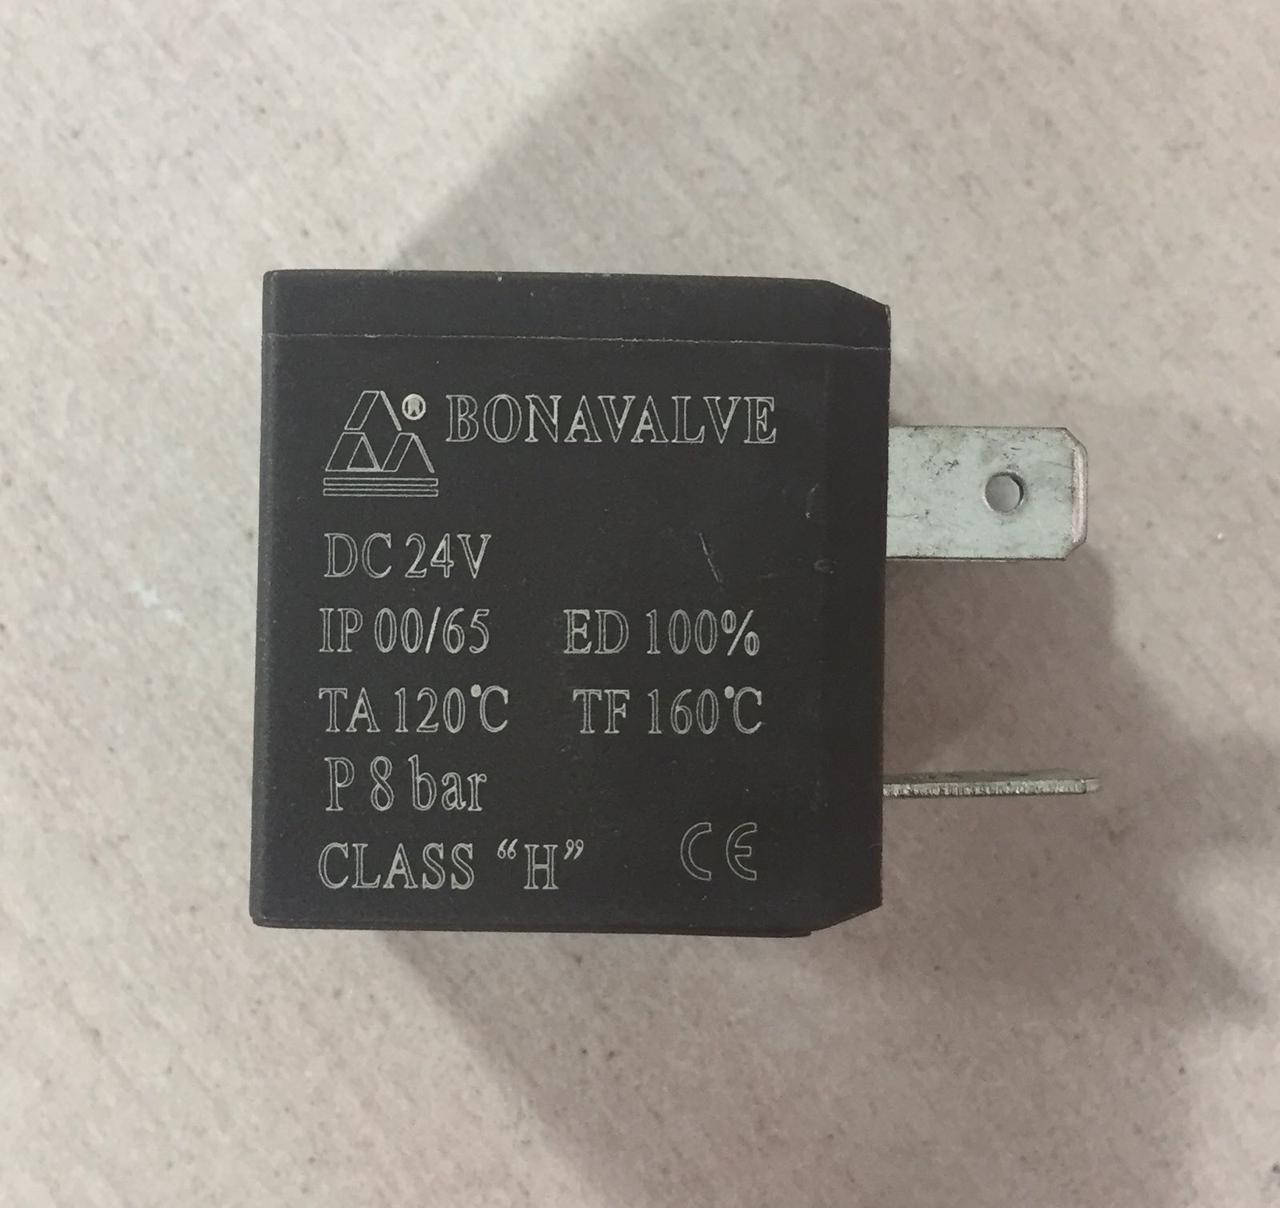 ® BONAVALVE
DC 24V
IP 00/65 ED 100%
TA 120℃ TF 160℃
P 8 bar
CLASS “H” CE